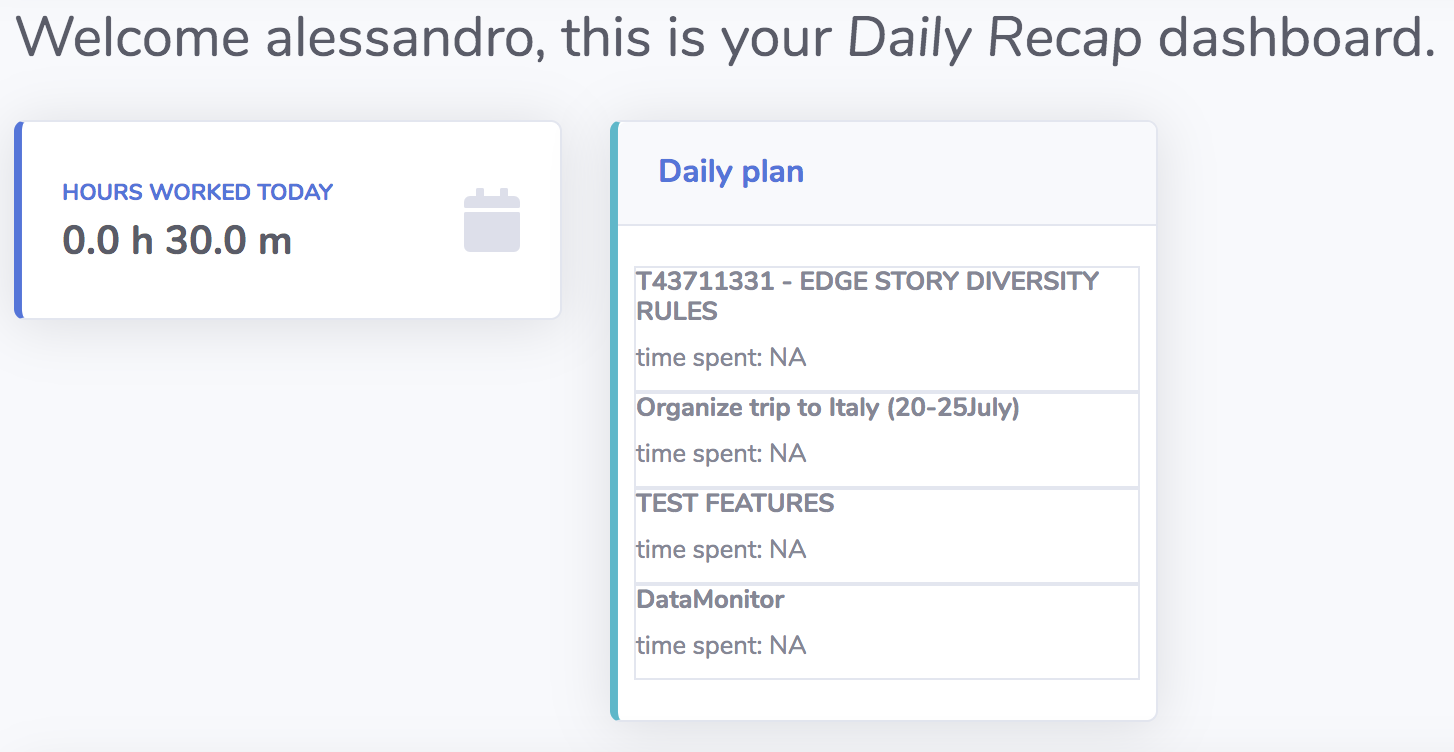 Welcome alessandro, this is your Daily Recap dashboard.
HOURS WORKED TODAY
0.0 h 30.0 m
Daily plan
T43711331 - EDGE STORY DIVERSITY
RULES
time spent: NA
Organize trip to Italy (20-25July)
time spent: NA
TEST FEATURES
time spent: NA
DataMonitor
time spent: NA